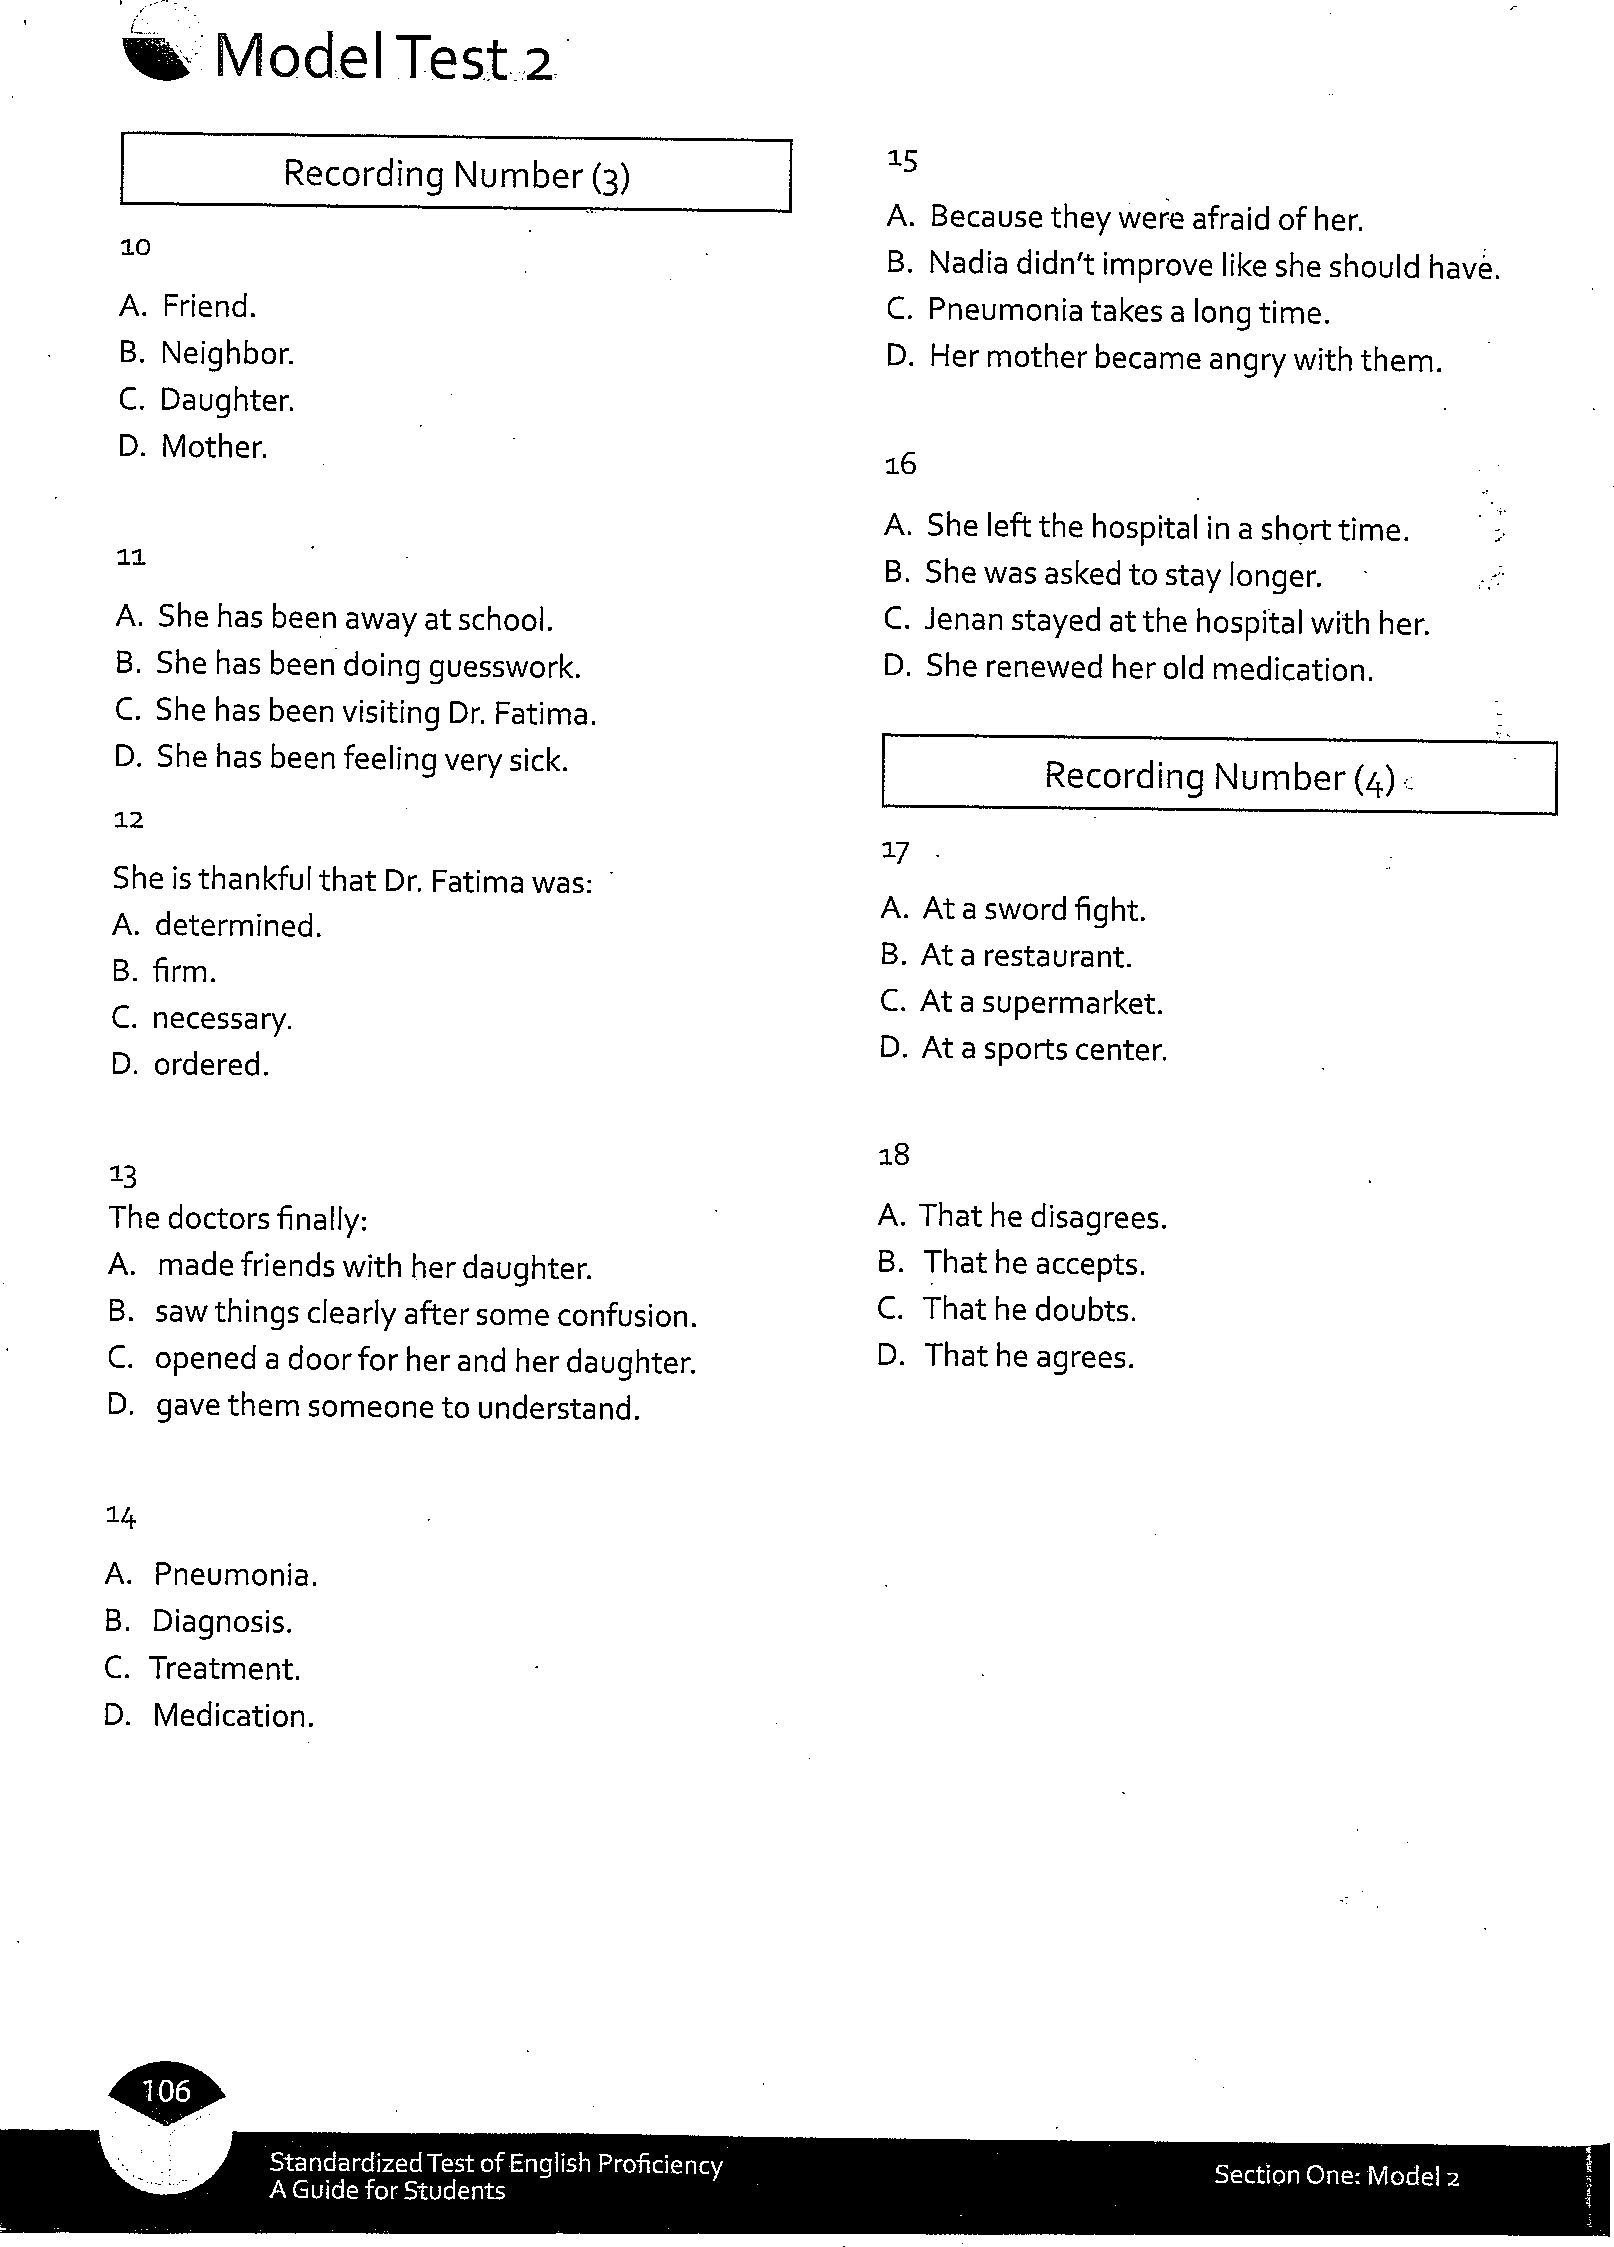 Model Test 2
Recording Number (3)
10
A. Friend.
B. Neighbor.
C. Daughter.
D. Mother.
11
A. She has been away at school.
B. She has been doing guesswork.
C. She has been visiting Dr. Fatima.
D. She has been feeling very sick.
12
She is thankful that Dr. Fatima was:
A. determined.
B. firm.
C. necessary.
D. ordered.
13
The doctors finally:
A. made friends with her daughter.
B. saw things clearly after some confusion.
C. opened a door for her and her daughter.
D. gave them someone to understand.
14
A. Pneumonia.
B. Diagnosis.
C. Treatment.
D. Medication.
15
A. Because they were afraid of her.
B. Nadia didn't improve like she should have.
C. Pneumonia takes a long time.
D. Her mother became angry with them.
16
A. She left the hospital in a short time.
B. She was asked to stay longer.
C. Jenan stayed at the hospital with her.
D. She renewed her old medication.
Recording Number (4)
17
A. At a sword fight.
B. At a restaurant.
C. At a supermarket.
D. At a sports center.
18
A. That he disagrees.
B. That he accepts.
C. That he doubts.
D. That he agrees.
106
Standardized Test of English Proficiency
A Guide for Students
Section One: Model 2